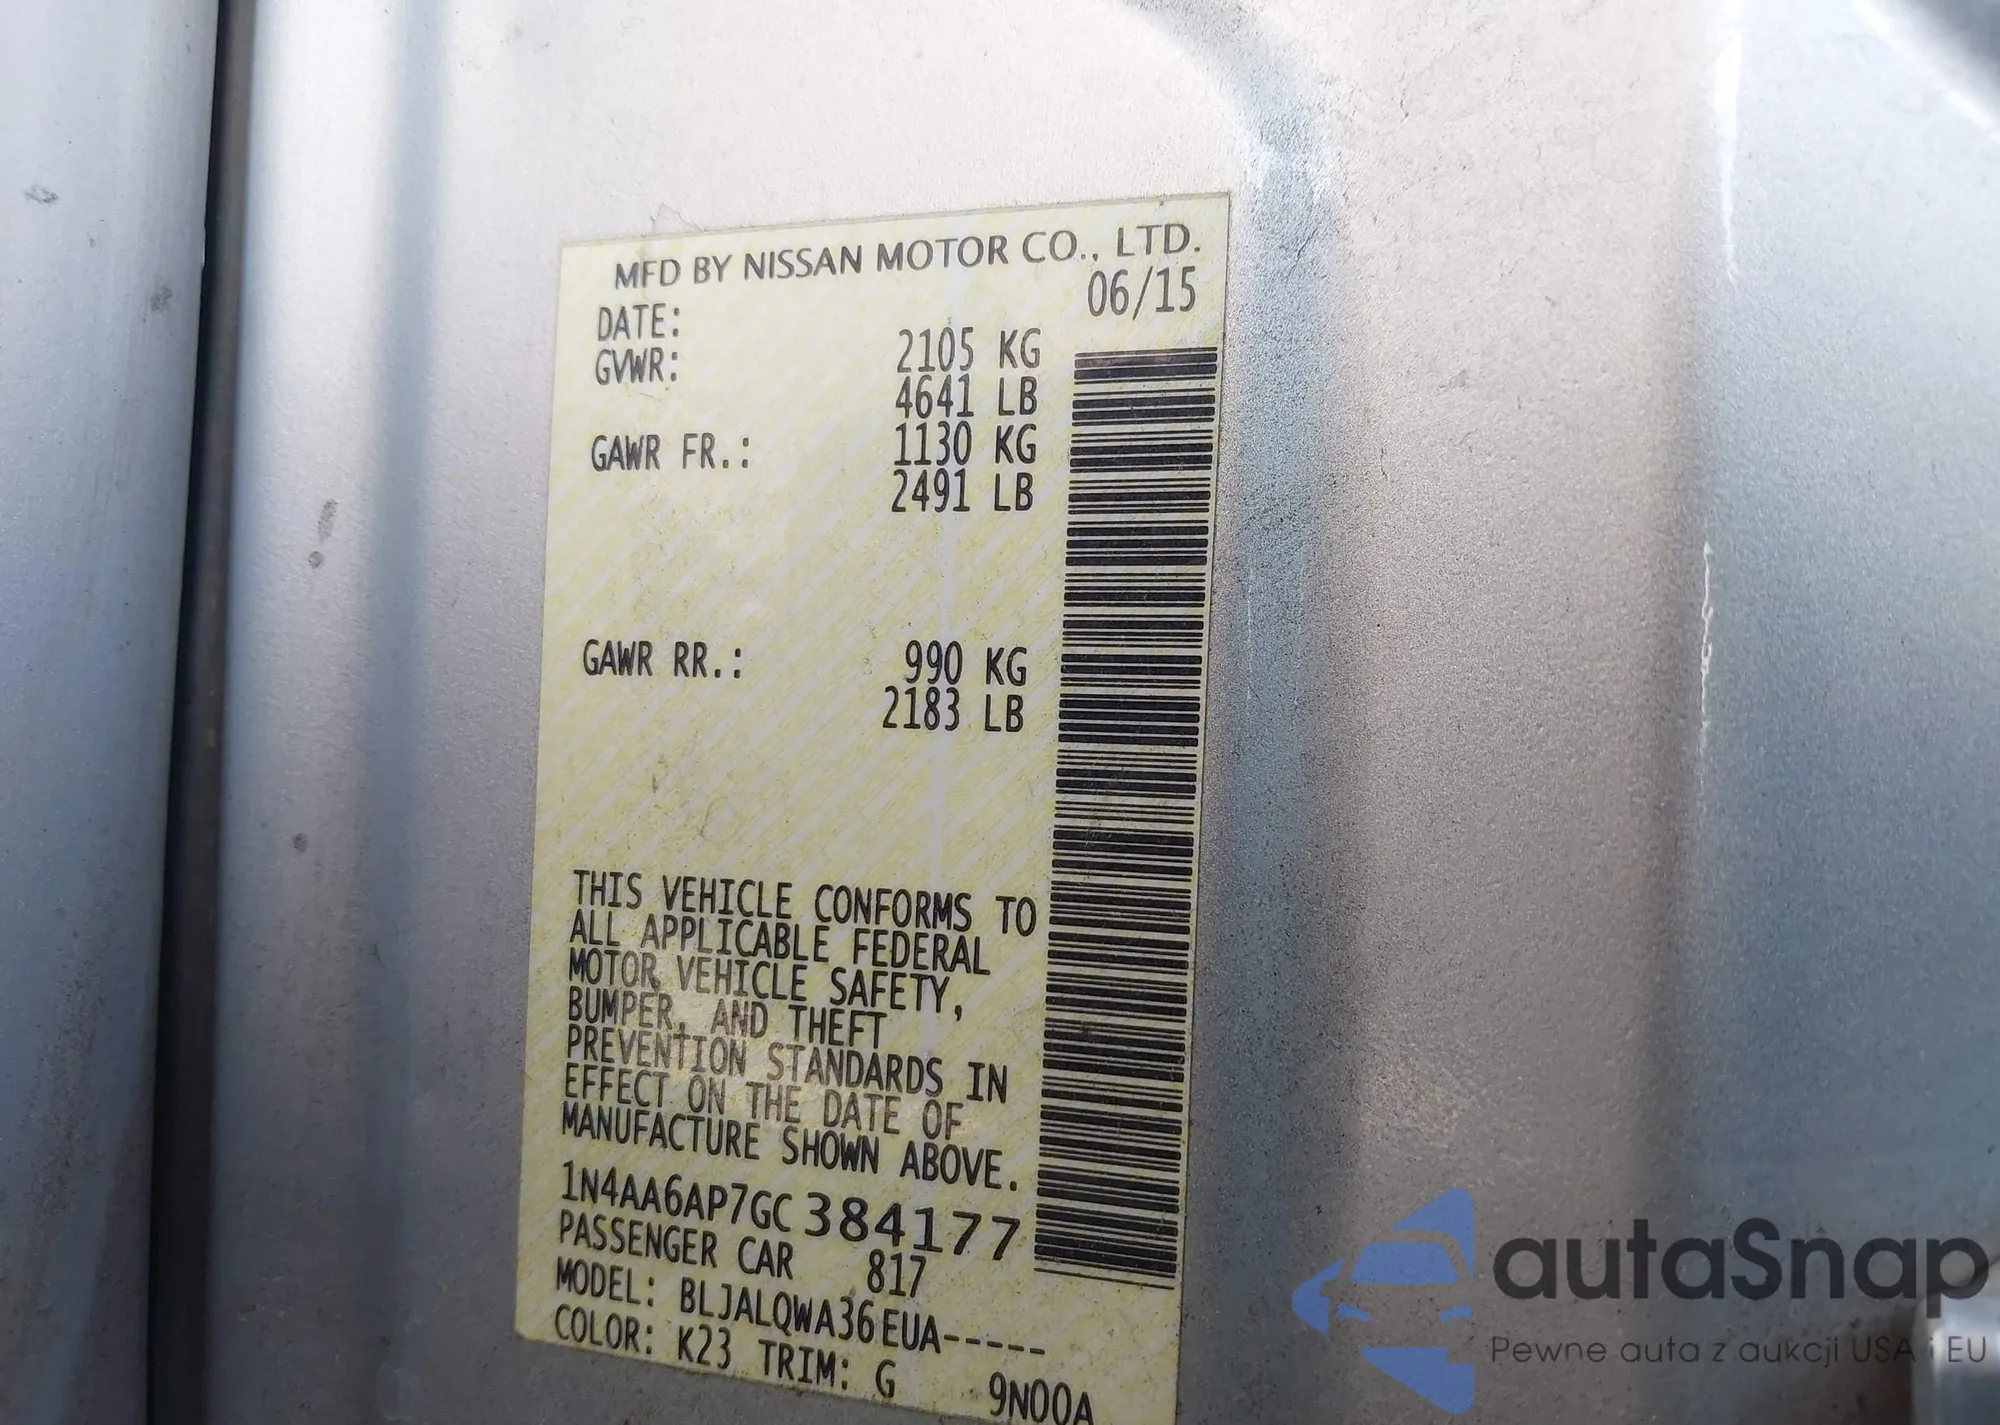 MFD BY NISSAN MOTOR CO., LTD.
DATE: 06/15
GVWR: 2105 KG
4641 LB
GAWR FR.: 1130 KG
2491 LB
GAWR RR.: 990 KG
2183 LB
THIS VEHICLE CONFORMS TO
ALL APPLICABLE FEDERAL
MOTOR VEHICLE SAFETY,
BUMPER, AND THEFT
PREVENTION STANDARDS IN
EFFECT ON THE DATE OF
MANUFACTURE SHOWN ABOVE.
1N4AA6AP7GC384177
PASSENGER CAR 817
MODEL: BLJALQWA36EUA-----
COLOR: K23 TRIM: G 9N00A
autaSnap
Pewne auta z aukcji USA i EU